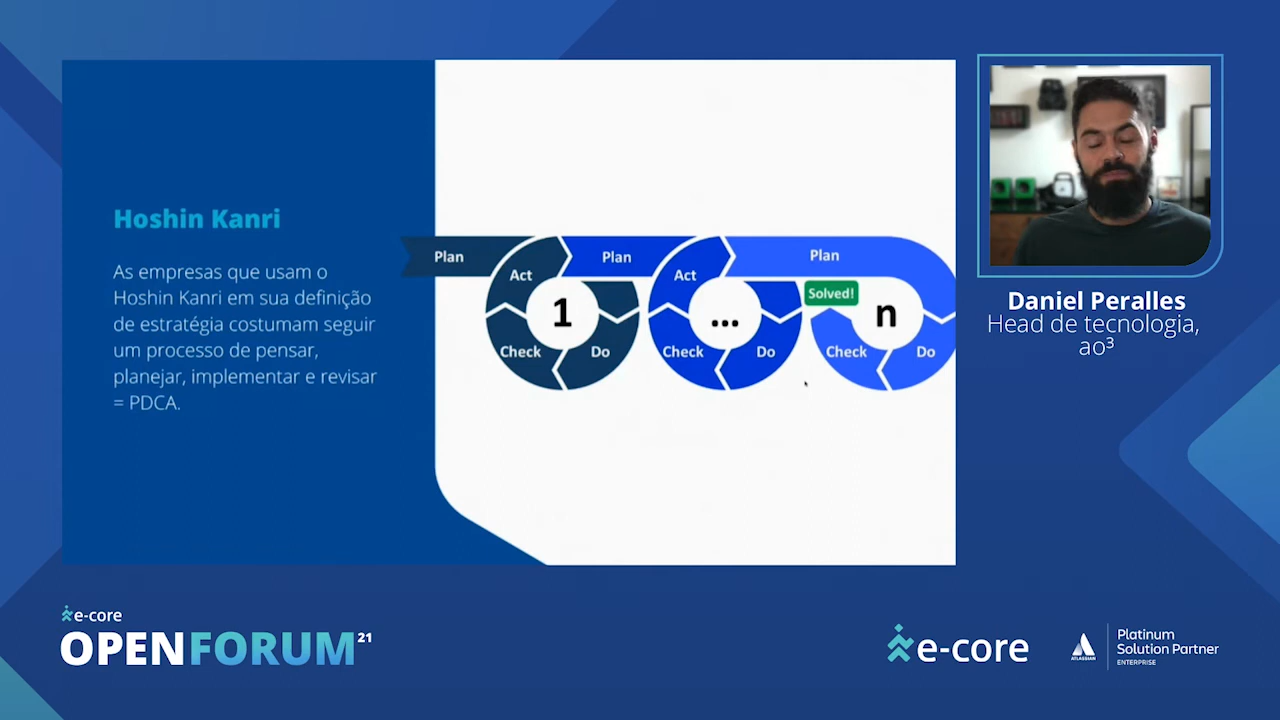 Hoshin Kanri
As empresas que usam o
Hoshin Kanri em sua definição
de estratégia costumam seguir
um processo de pensar,
planejar, implementar e revisar
= PDCA.
Plan
Act
1
Check
Do
Plan
Act
...
Check
Do
Plan
Solved!
n
Check
Do
Daniel Peralles
Head de tecnologia,
ao³
e-core
OPENFORUM²¹
e-core
ATLASSIAN
Platinum
Solution Partner
ENTERPRISE